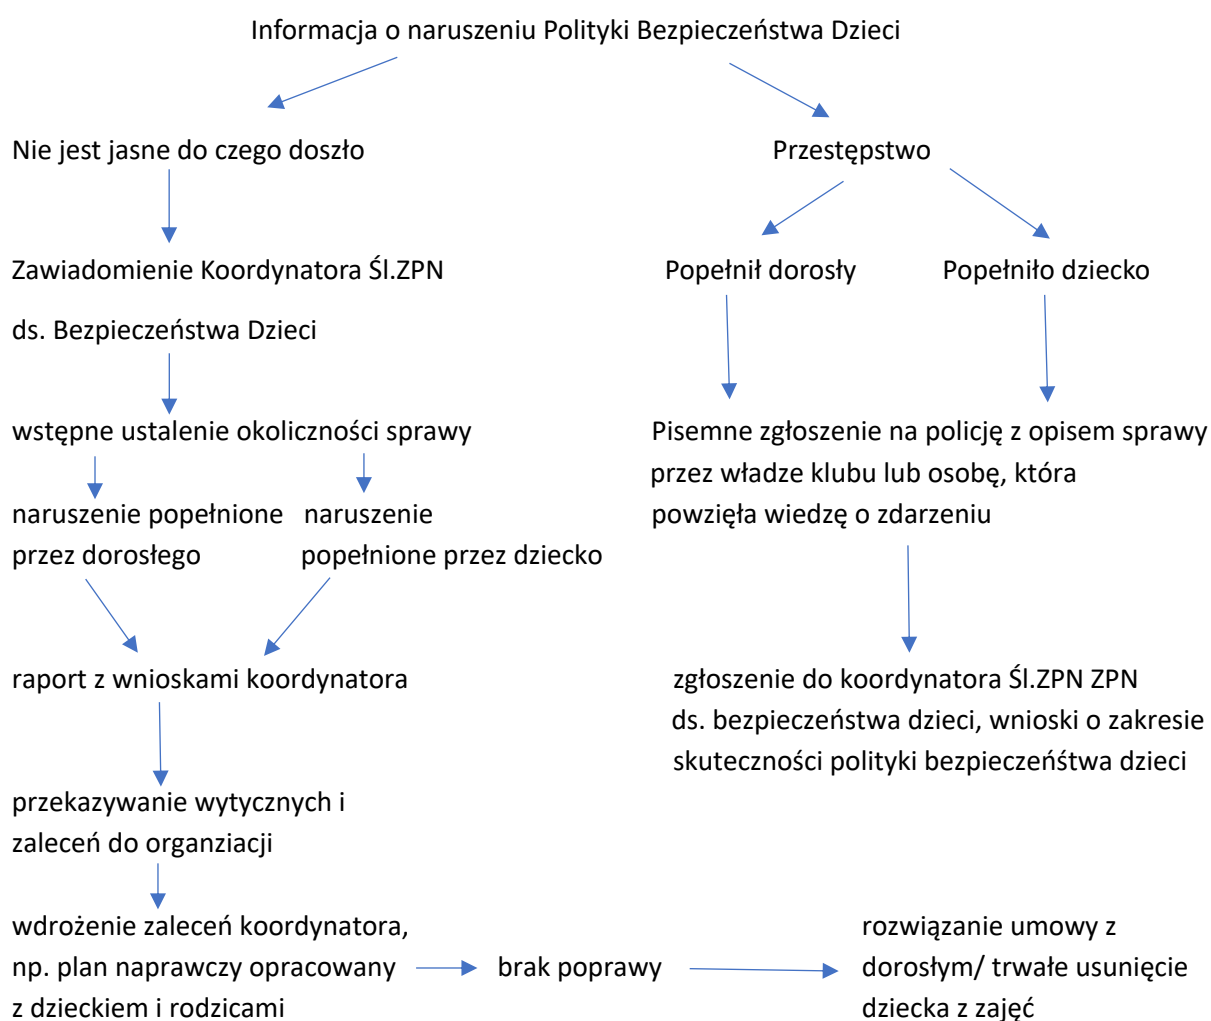 Informacja o naruszeniu Polityki Bezpieczeństwa Dzieci
Nie jest jasne do czego doszło
Przestępstwo
Zawiadomienie Koordynatora Śl.ZPN
ds. Bezpieczeństwa Dzieci
Popełnił dorosły
Popełniło dziecko
wstępne ustalenie okoliczności sprawy
naruszenie popełnione
przez dorosłego
naruszenie
popełnione przez dziecko
Pisemne zgłoszenie na policję z opisem sprawy
przez władze klubu lub osobę, która
powzięła wiedzę o zdarzeniu
raport z wnioskami koordynatora
zgłoszenie do koordynatora Śl.ZPN ZPN
ds. bezpieczeństwa dzieci, wnioski o zakresie
skuteczności polityki bezpieczeńśtwa dzieci
przekazywanie wytycznych i
zaleceń do organziacji
wdrożenie zaleceń koordynatora,
np. plan naprawczy opracowany
z dzieckiem i rodzicami
brak poprawy
rozwiązanie umowy z
dorosłym/ trwałe usunięcie
dziecka z zajęć